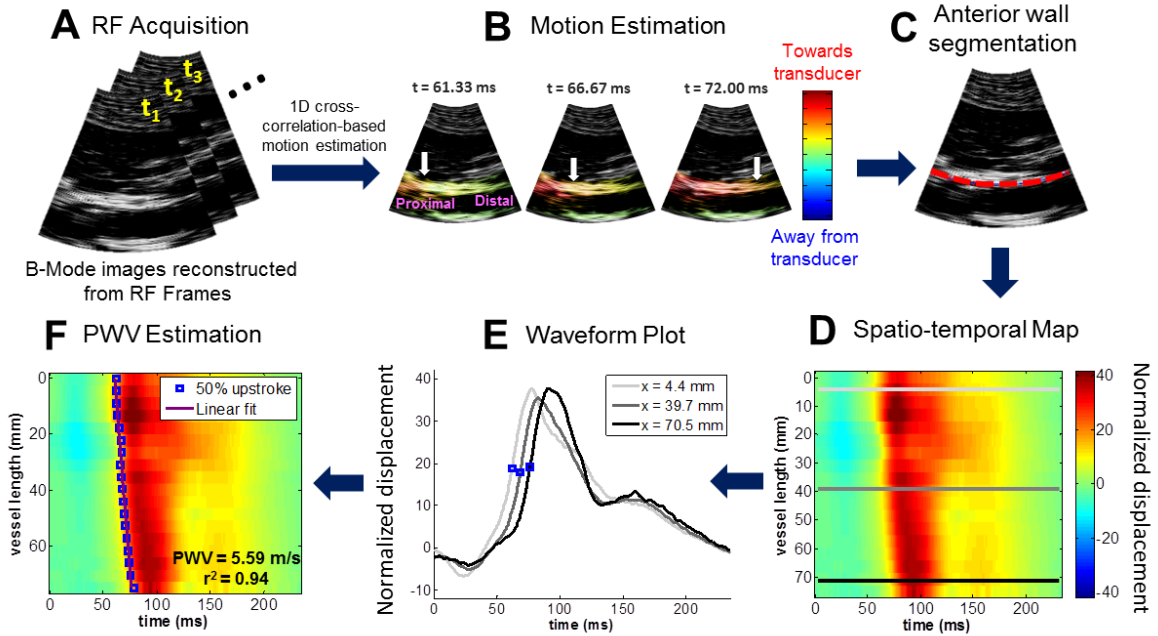 A RF Acquisition
t1
t2
t3
B-Mode images reconstructed
from RF Frames
1D cross-
correlation-based
motion estimation
B Motion Estimation
t = 61.33 ms
t = 66.67 ms
t = 72.00 ms
Proximal
Distal
Towards
transducer
Away from
transducer
C Anterior wall
segmentation
D Spatio-temporal Map
0
10
20
30
40
50
60
70
0 50 100 150 200
time (ms)
40
20
0
-20
-40
Normalized displacement
E Waveform Plot
Normalized displacement
40
30
20
10
0
-10
0 50 100 150 200
time (ms)
x = 4.4 mm
x = 39.7 mm
x = 70.5 mm
F PWV Estimation
vessel length (mm)
0
20
40
60
0 50 100 150 200
time (ms)
50% upstroke
Linear fit
PWV = 5.59 m/s
r² = 0.94